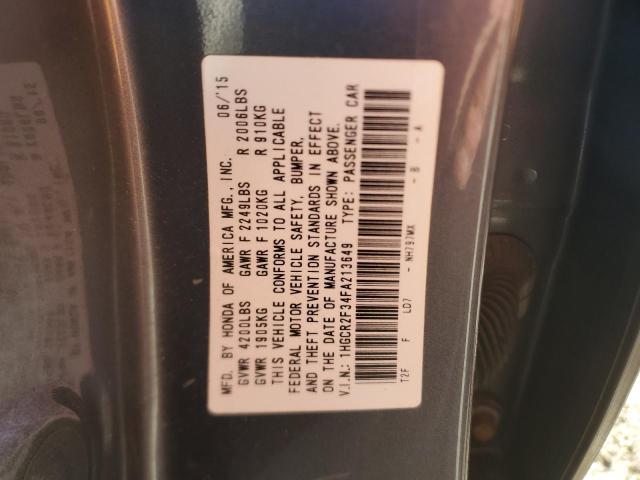 MFD. BY HONDA OF AMERICA MFG., INC. 06/'15
GVWR 4200LBS GAWR F 2249LBS R 2006LBS
GVWR 1905KG GAWR F 1020KG R 910KG
THIS VEHICLE CONFORMS TO ALL APPLICABLE
FEDERAL MOTOR VEHICLE SAFETY, BUMPER,
AND THEFT PREVENTION STANDARDS IN EFFECT
ON THE DATE OF MANUFACTURE SHOWN ABOVE.
V.I.N.: 1HGCR2F34FA213649 TYPE: PASSENGER CAR
T2F F LD7 - NH797MX - B - A